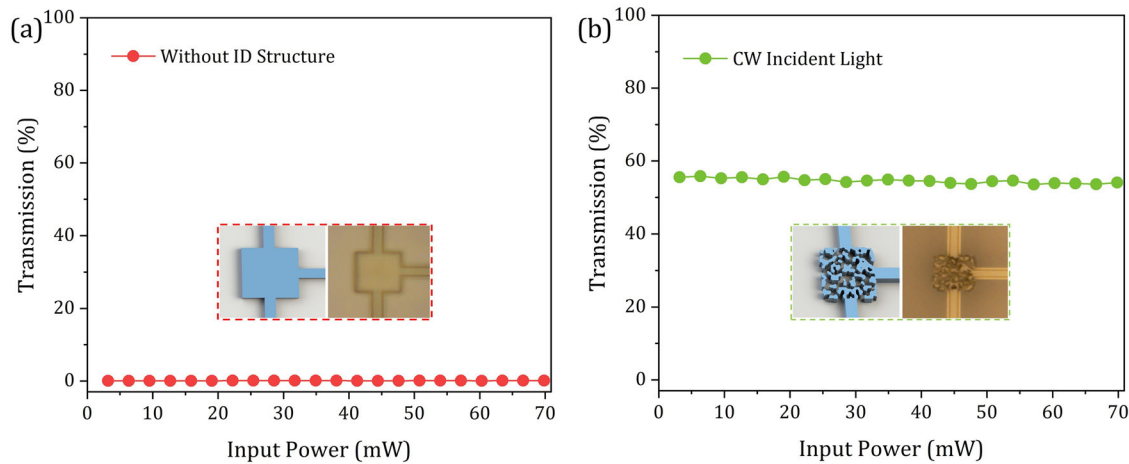 (a)
Without ID Structure
Transmission (%)
100
80
60
40
20
0
0 10 20 30 40 50 60 70
Input Power (mW)
(b)
CW Incident Light
Transmission (%)
100
80
60
40
20
0
0 10 20 30 40 50 60 70
Input Power (mW)